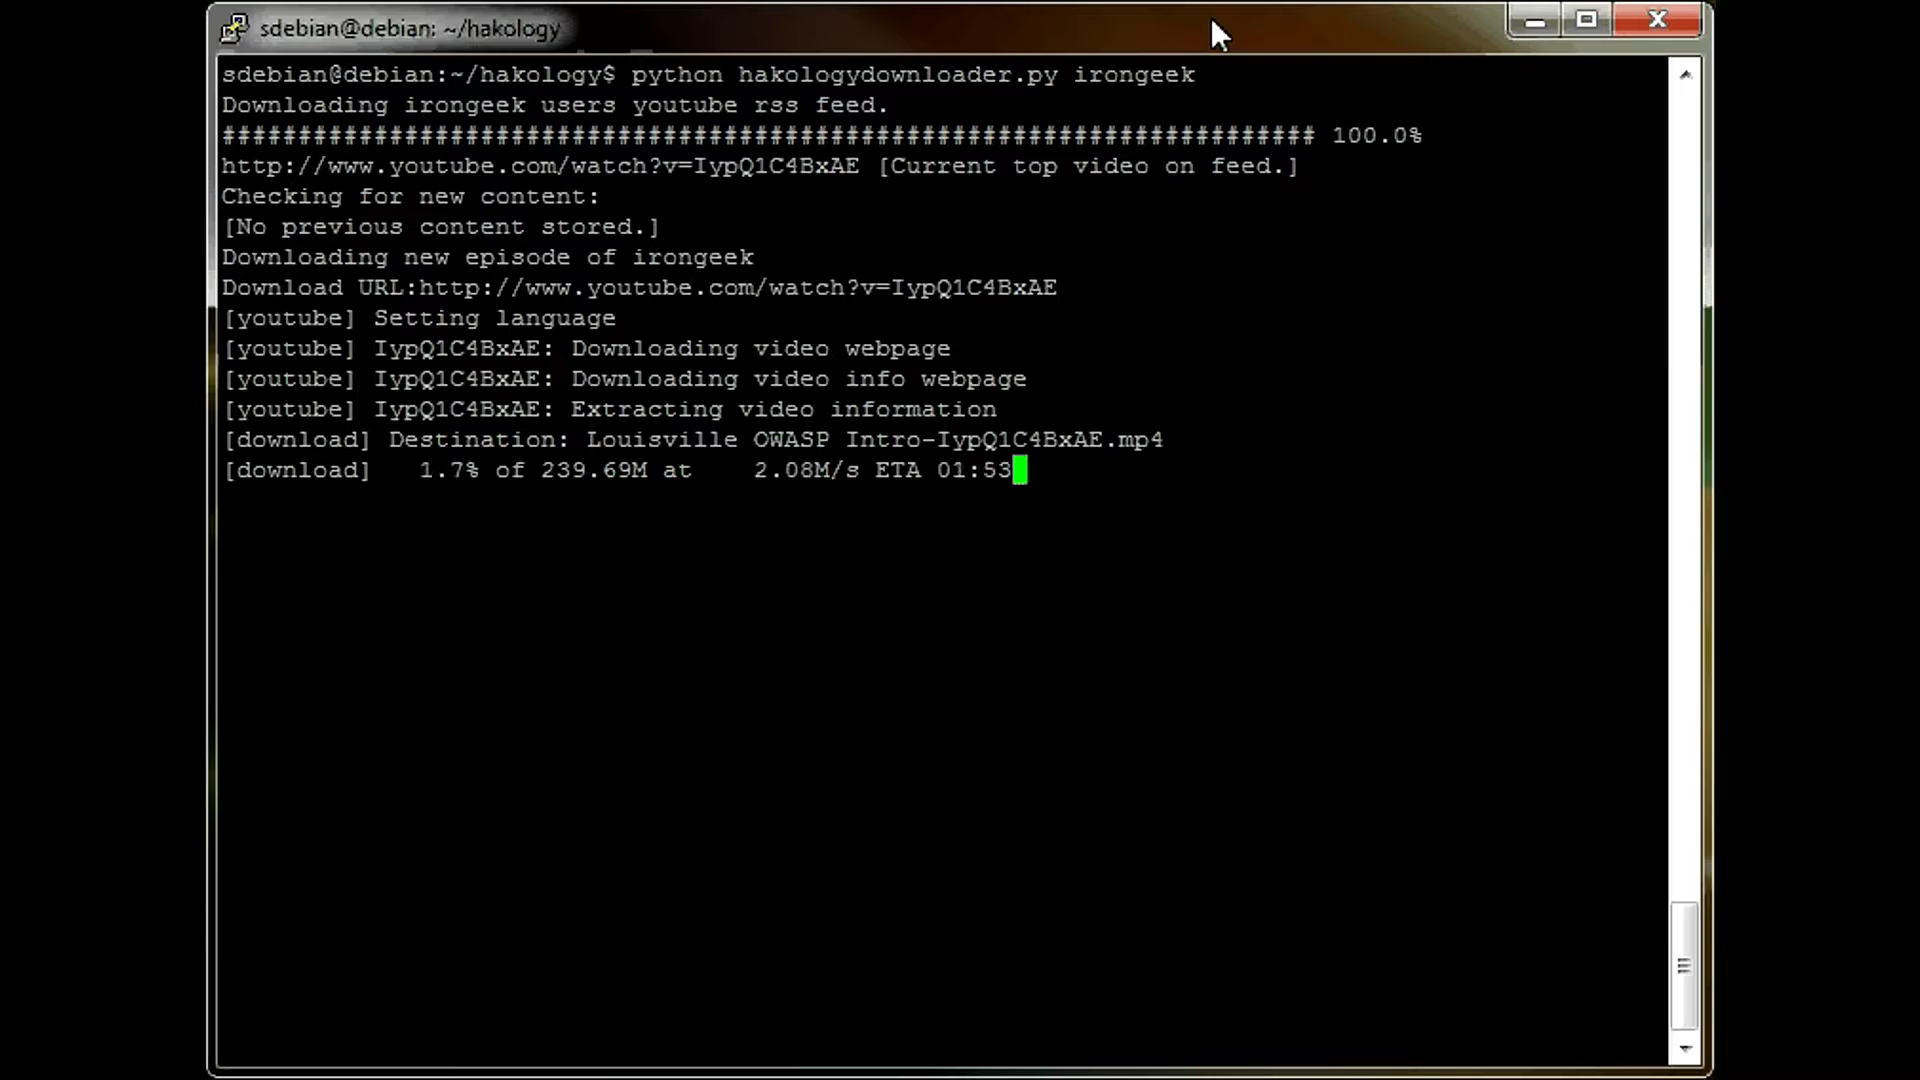 sdebian@debian: ~/hakology
sdebian@debian:~/hakology$ python hakologydownloader.py irongeek
Downloading irongeek users youtube rss feed.
######################################################################## 100.0%
http://www.youtube.com/watch?v=IypQ1C4BxAE [Current top video on feed.]
Checking for new content:
[No previous content stored.]
Downloading new episode of irongeek
Download URL:http://www.youtube.com/watch?v=IypQ1C4BxAE
[youtube] Setting language
[youtube] IypQ1C4BxAE: Downloading video webpage
[youtube] IypQ1C4BxAE: Downloading video info webpage
[youtube] IypQ1C4BxAE: Extracting video information
[download] Destination: Louisville OWASP Intro-IypQ1C4BxAE.mp4
[download]   1.7% of 239.69M at    2.08M/s ETA 01:53